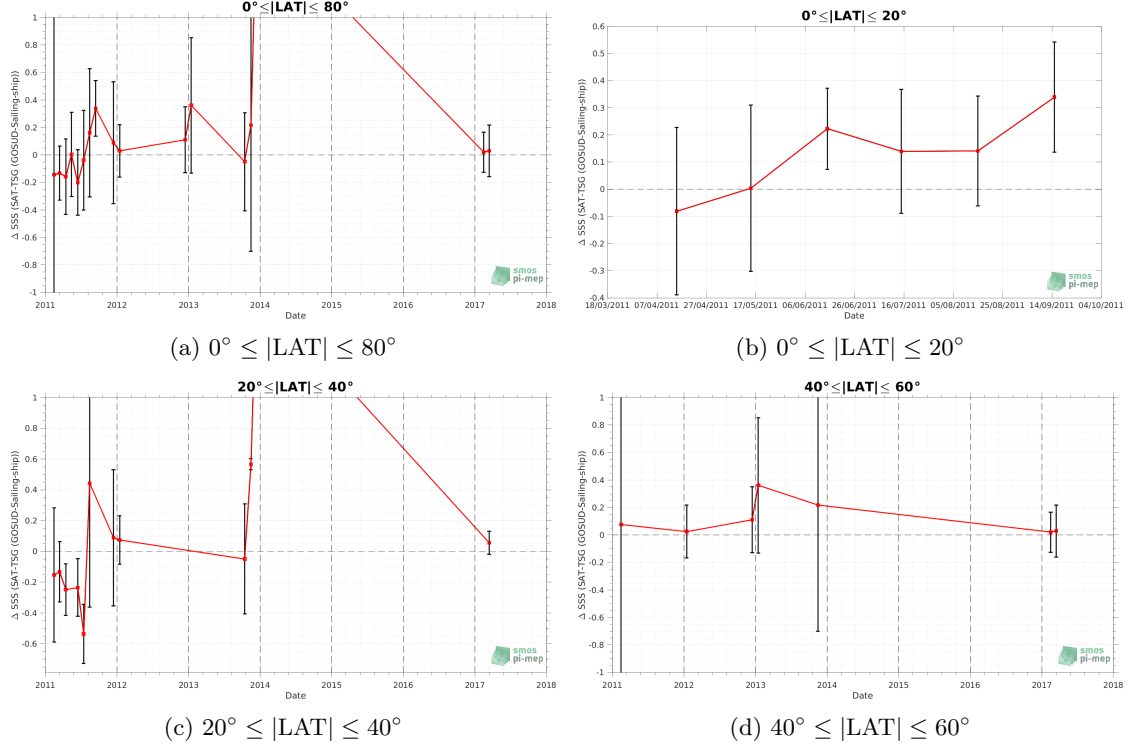 0°≤|LAT|≤ 80°
1
0.8
0.6
0.4
0.2
0
-0.2
-0.4
-0.6
-0.8
-1
Δ SSS (SAT-TSG (GOSUD-Sailing-ship))
2011 2012 2013 2014 2015 2016 2017 2018
Date
smos
pi-mep
(a) 0° ≤ |LAT| ≤ 80°
0°≤|LAT|≤ 20°
0.6
0.5
0.4
0.3
0.2
0.1
0
-0.1
-0.2
-0.3
-0.4
Δ SSS (SAT-TSG (GOSUD-Sailing-ship))
18/03/2011 07/04/2011 27/04/2011 17/05/2011 06/06/2011 26/06/2011 16/07/2011 05/08/2011 25/08/2011 14/09/2011 04/10/2011
Date
smos
pi-mep
(b) 0° ≤ |LAT| ≤ 20°
20°≤|LAT|≤ 40°
1
0.8
0.6
0.4
0.2
0
-0.2
-0.4
-0.6
Δ SSS (SAT-TSG (GOSUD-Sailing-ship))
2011 2012 2013 2014 2015 2016 2017 2018
Date
smos
pi-mep
(c) 20° ≤ |LAT| ≤ 40°
40°≤|LAT|≤ 60°
1
0.8
0.6
0.4
0.2
0
-0.2
-0.4
-0.6
-0.8
-1
Δ SSS (SAT-TSG (GOSUD-Sailing-ship))
2011 2012 2013 2014 2015 2016 2017 2018
Date
smos
pi-mep
(d) 40° ≤ |LAT| ≤ 60°